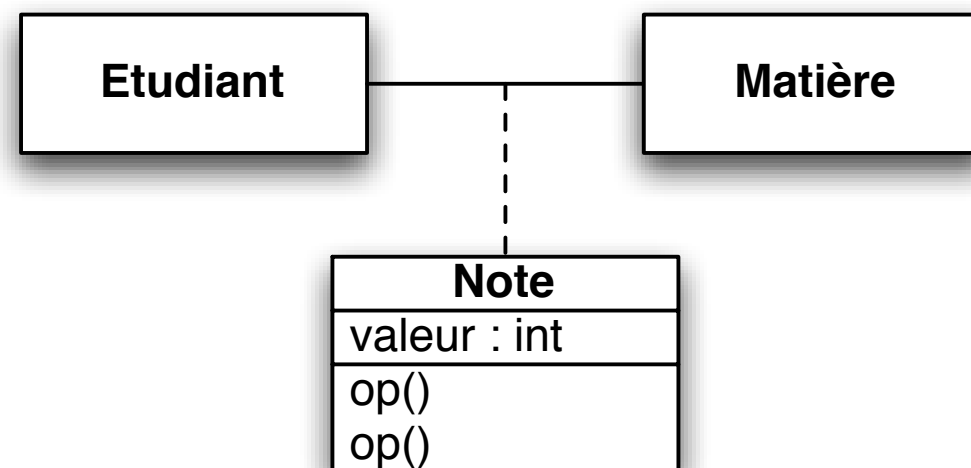 Etudiant
Matière
Note
valeur : int
op()
op()